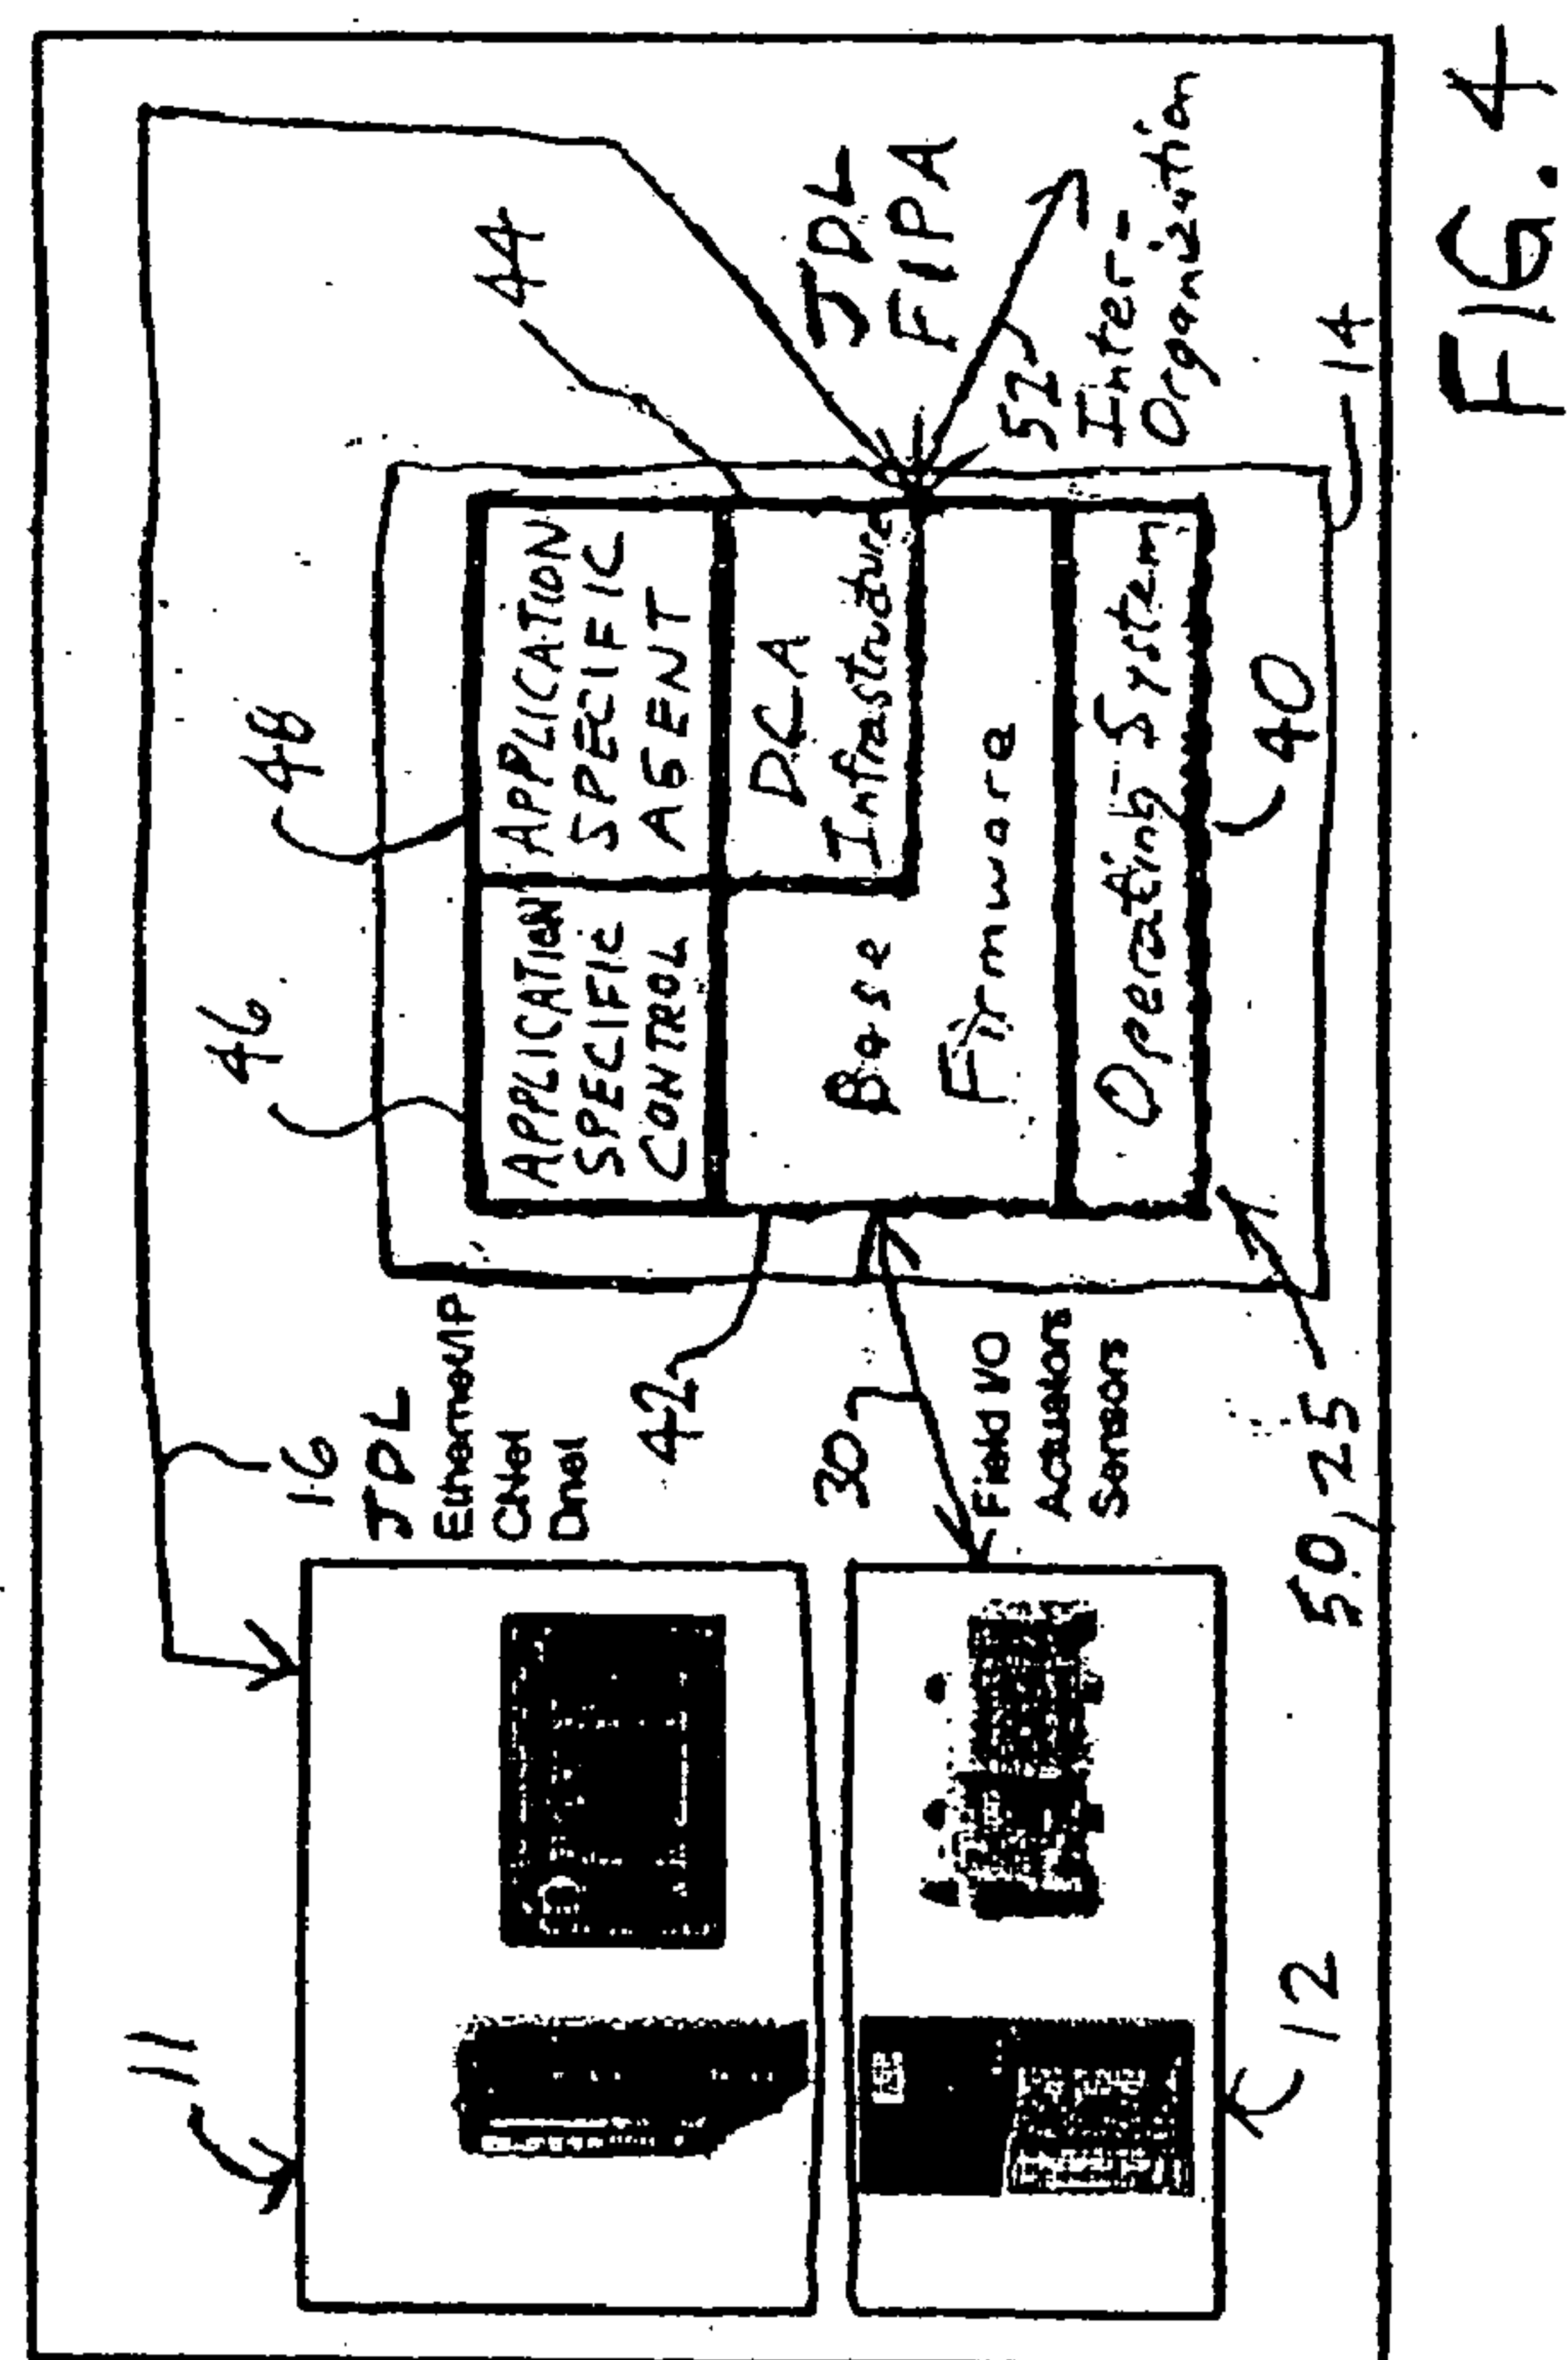 11
16
JDL
Ethernet/IP
CNet
Dnet
42
30
Field I/O
Actuators
Sensors
50, 25
12
46
48
44
APPLICATION
SPECIFIC
CONTROL
APPLICATION
SPECIFIC
AGENT
DCA
Infrastrature
Base
Firmware
Operating System
40
14
JDL
FIPA
52
Inter-
Organization
FIG. 4